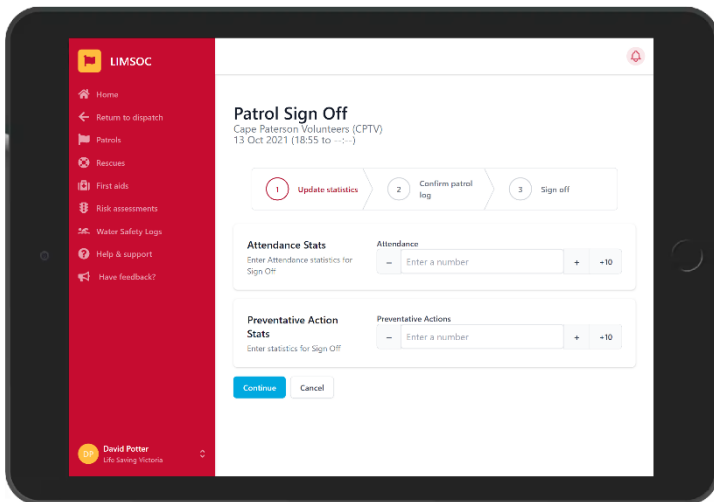 LIMSOC
Home
Return to dispatch
Patrols
Rescues
First aids
Risk assessments
Water Safety Logs
Help & support
Have feedback?
DP
David Potter
Life Saving Victoria
Patrol Sign Off
Cape Paterson Volunteers (CPTV)
13 Oct 2021 (18:55 to --:--)
1 Update statistics
2 Confirm patrol
log
3 Sign off
Attendance Stats
Enter Attendance statistics for
Sign Off
Attendance
– Enter a number + +10
Preventative Action
Stats
Enter statistics for Sign Off
Preventative Actions
– Enter a number + +10
Continue Cancel